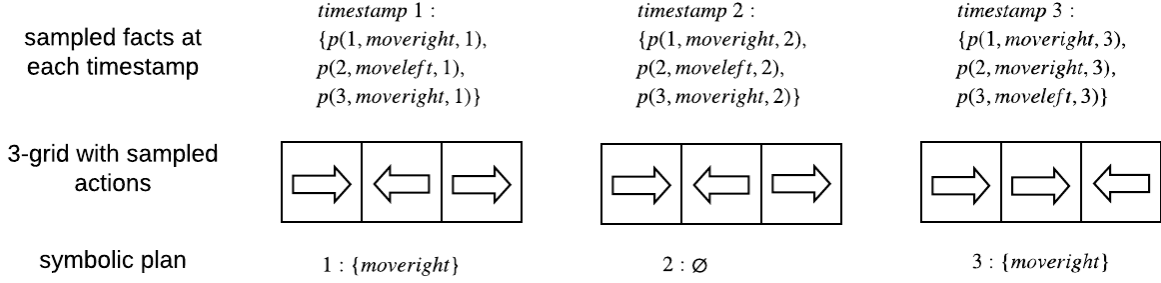 sampled facts at
each timestamp
timestamp 1 :
{p(1, moveright, 1),
p(2, moveleft, 1),
p(3, moveright, 1)}
timestamp 2 :
{p(1, moveright, 2),
p(2, moveleft, 2),
p(3, moveright, 2)}
timestamp 3 :
{p(1, moveright, 3),
p(2, moveright, 3),
p(3, moveleft, 3)}
3-grid with sampled
actions
symbolic plan
1 : {moveright}
2 : ∅
3 : {moveright}